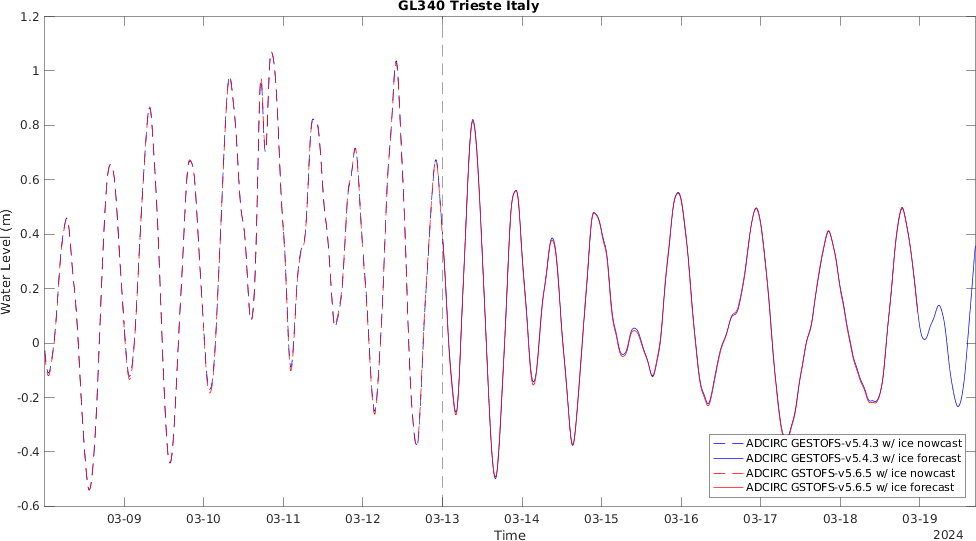 GL340 Trieste Italy
1.2
1
0.8
0.6
0.4
0.2
0
-0.2
-0.4
-0.6
Water Level (m)
ADCIRC GESTOFS-v5.4.3 w/ ice nowcast
ADCIRC GESTOFS-v5.4.3 w/ ice forecast
ADCIRC GSTOFS-v5.6.5 w/ ice nowcast
ADCIRC GSTOFS-v5.6.5 w/ ice forecast
03-09 03-10 03-11 03-12 03-13 03-14 03-15 03-16 03-17 03-18 03-19
Time
2024